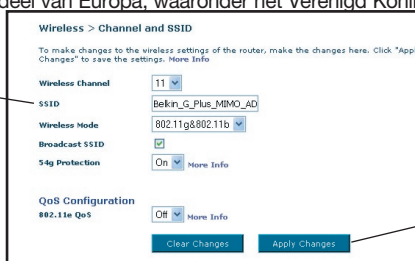 deel van Europa, waaronder het Verenigd
Wireless > Channel and SSID
To make changes to the wireless settings of the router, make the changes here. Click
Changes" to save the settings. More Info
Wireless Channel 11
SSID Belkin_G_Plus_MIMO_AD
Wireless Mode 802.11g&802.11b
Broadcast SSID
54g Protection On More Info
QoS Configuration
802.11e QoS Off More Info
Clear Changes Apply Changes